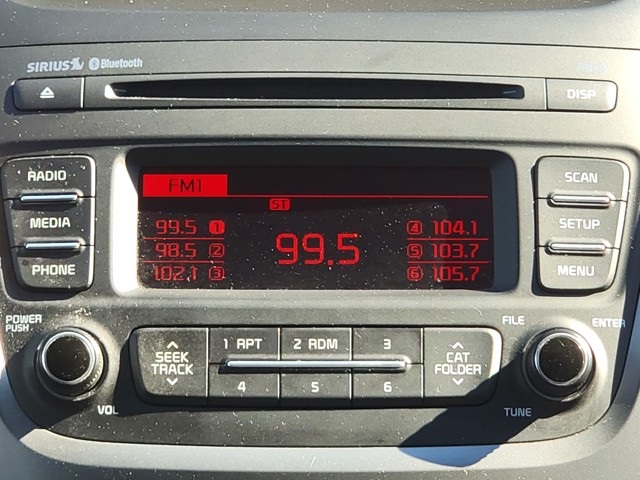 SIRIUS Bluetooth
DISP
RADIO
MEDIA
PHONE
FM1
ST
99.5 1
98.5 2
102.1 3
99.5
4 104.1
5 103.7
6 105.7
SCAN
SETUP
MENU
POWER
PUSH
VOL
SEEK
TRACK
1 RPT 2 RDM 3
4 5 6
CAT
FOLDER
FILE
ENTER
TUNE